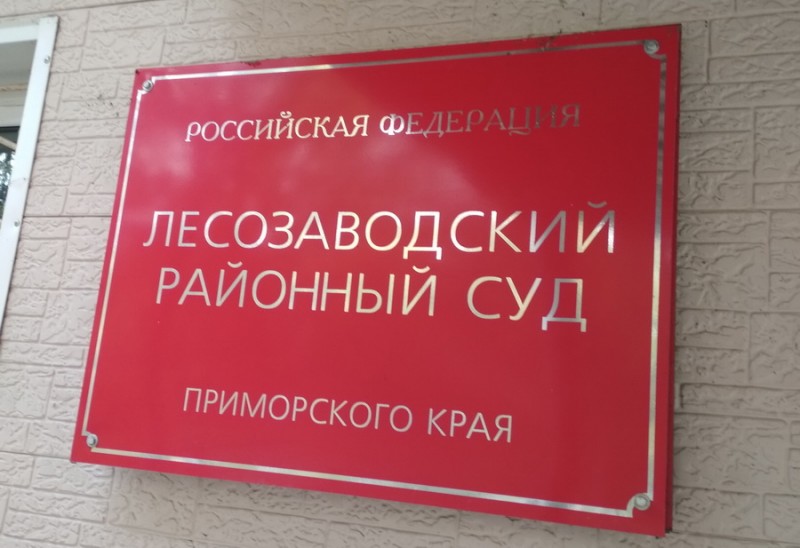 РОССИЙСКАЯ ФЕДЕРАЦИЯ
ЛЕСОЗАВОДСКИЙ
РАЙОННЫЙ СУД
ПРИМОРСКОГО КРАЯ